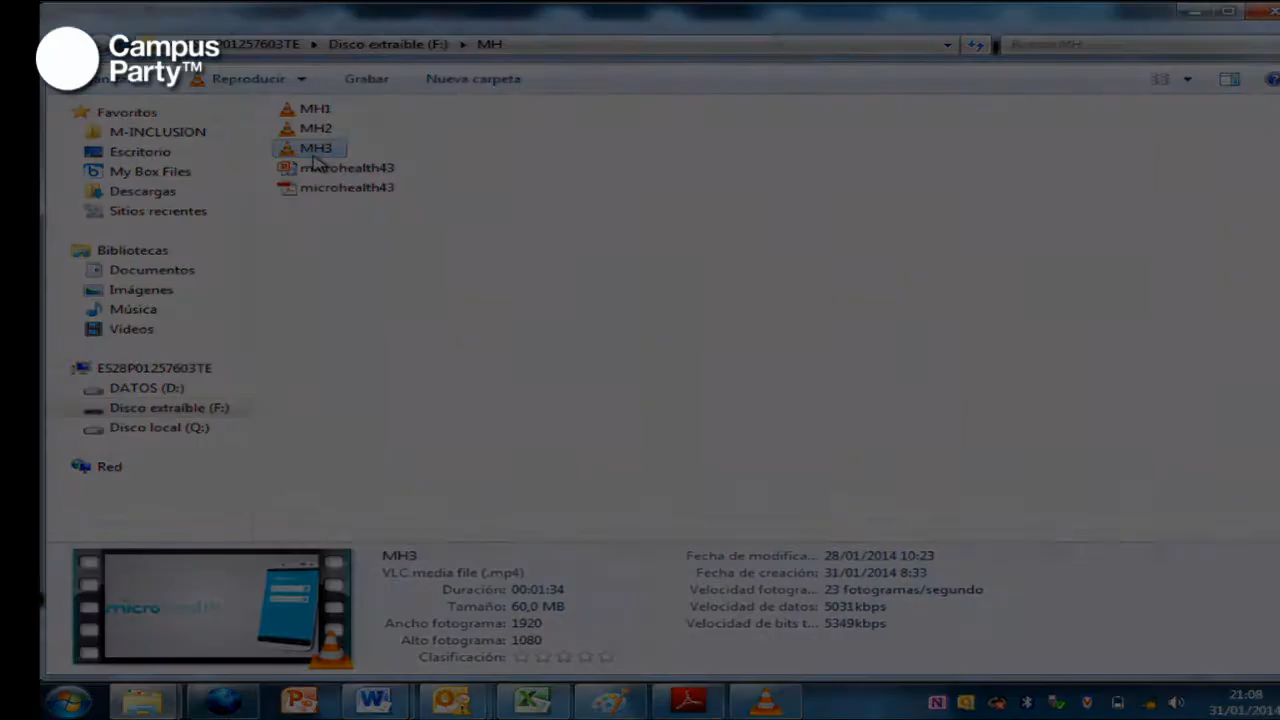 Campus
Party™
01257603TE
Disco extraíble (F:)
MH
Reproducir
Grabar
Nueva carpeta
Favoritos
M-INCLUSION
Escritorio
My Box Files
Descargas
Sitios recientes
Bibliotecas
Documentos
Imágenes
Música
Vídeos
ES28P01257603TE
DATOS (D:)
Disco extraíble (F:)
Disco local (Q:)
Red
MH1
MH2
MH3
microhealth43
microhealth43
MH3
VLC media file (.mp4)
Duración: 00:01:34
Tamaño: 60,0 MB
Ancho fotograma: 1920
Alto fotograma: 1080
Clasificación:
Fecha de modifica... 28/01/2014 10:23
Fecha de creación: 31/01/2014 8:33
Velocidad fotogra... 23 fotogramas/segundo
Velocidad de datos: 5031kbps
Velocidad de bits t... 5349kbps
21:08
31/01/2014